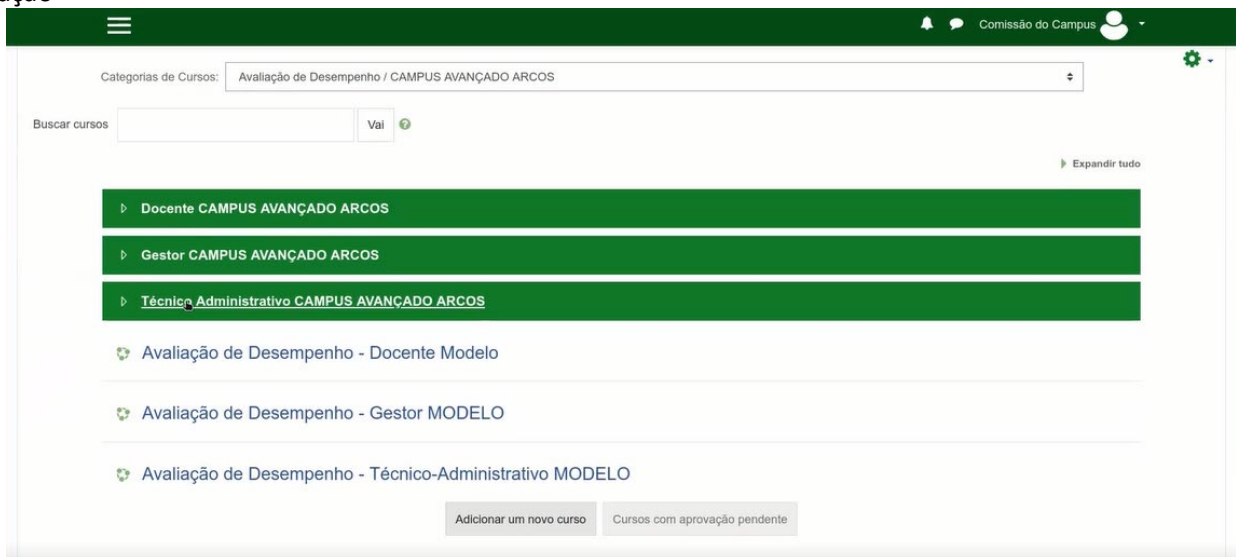 Comissão do Campus
Categorias de Cursos: Avaliação de Desempenho / CAMPUS AVANÇADO ARCOS
Buscar cursos Vai
Expandir tudo
Docente CAMPUS AVANÇADO ARCOS
Gestor CAMPUS AVANÇADO ARCOS
Técnico Administrativo CAMPUS AVANÇADO ARCOS
Avaliação de Desempenho - Docente Modelo
Avaliação de Desempenho - Gestor MODELO
Avaliação de Desempenho - Técnico-Administrativo MODELO
Adicionar um novo curso Cursos com aprovação pendente